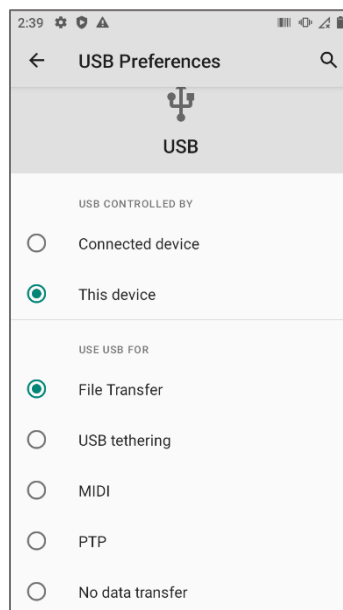 2:39
USB Preferences
USB
USB CONTROLLED BY
Connected device
This device
USE USB FOR
File Transfer
USB tethering
MIDI
PTP
No data transfer